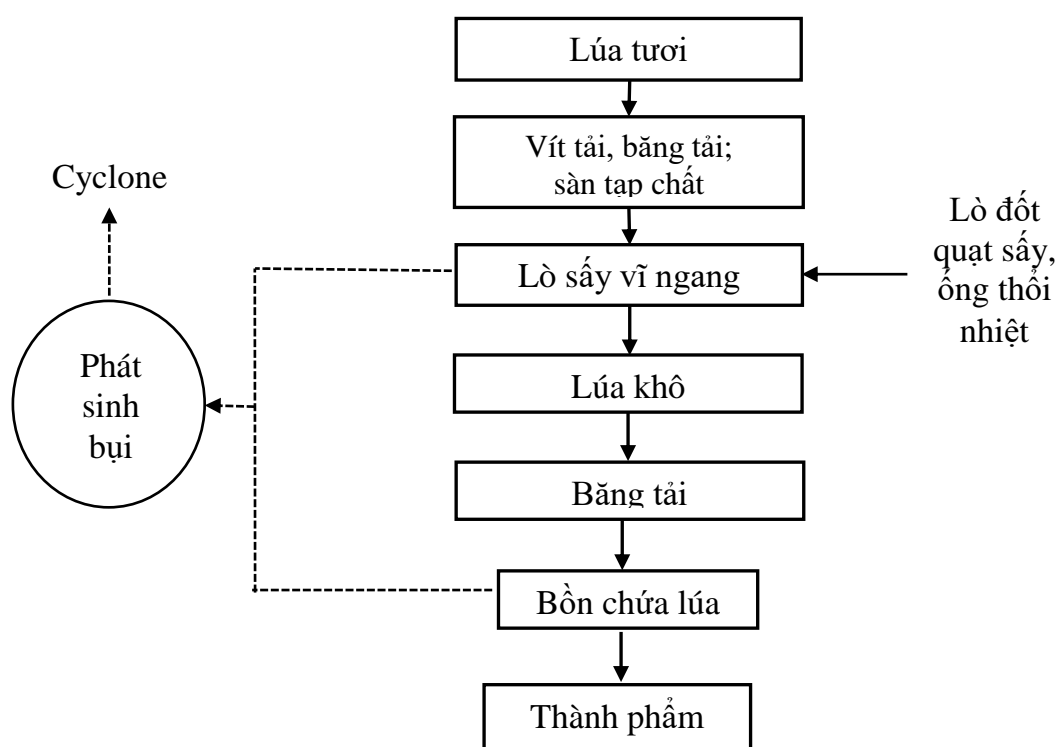 Lúa tươi
Vít tải, băng tải;
sàn tạp chất
Cyclone
Lò đốt
quạt sấy,
ống thổi
nhiệt
Lò sấy vĩ ngang
Phát
sinh
bụi
Lúa khô
Băng tải
Bồn chứa lúa
Thành phẩm